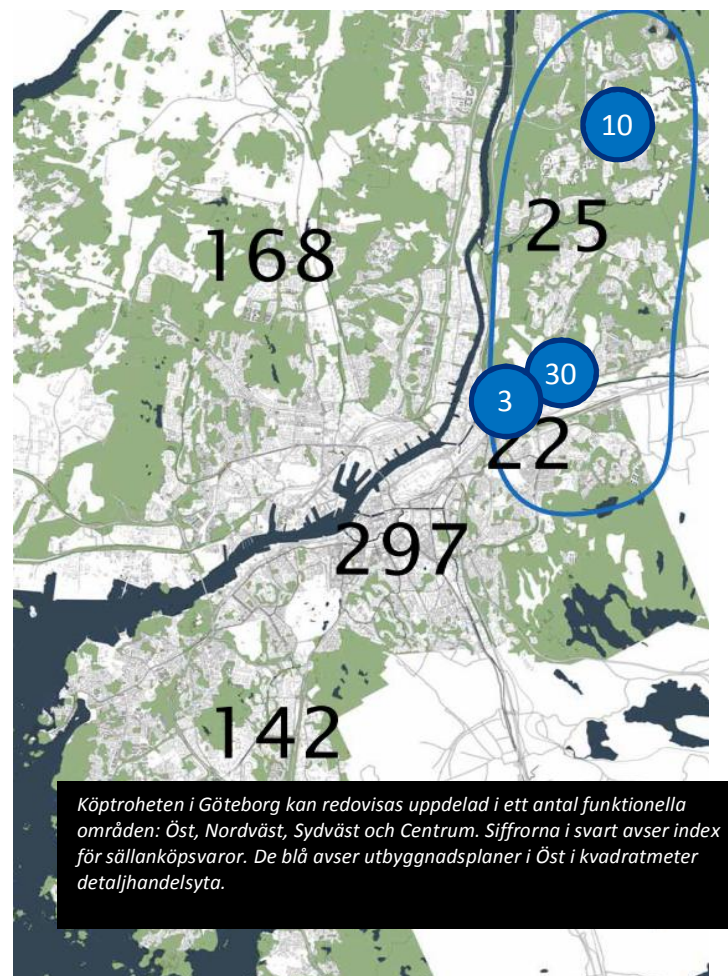 10
25
168
30
3
22
297
142
Köptroheten i Göteborg kan redovisas uppdelad i ett antal funktionella
områden: Öst, Nordväst, Sydväst och Centrum. Siffrorna i svart avser index
för sällanköpsvaror. De blå avser utbyggnadsplaner i Öst i kvadratmeter
detaljhandelsyta.